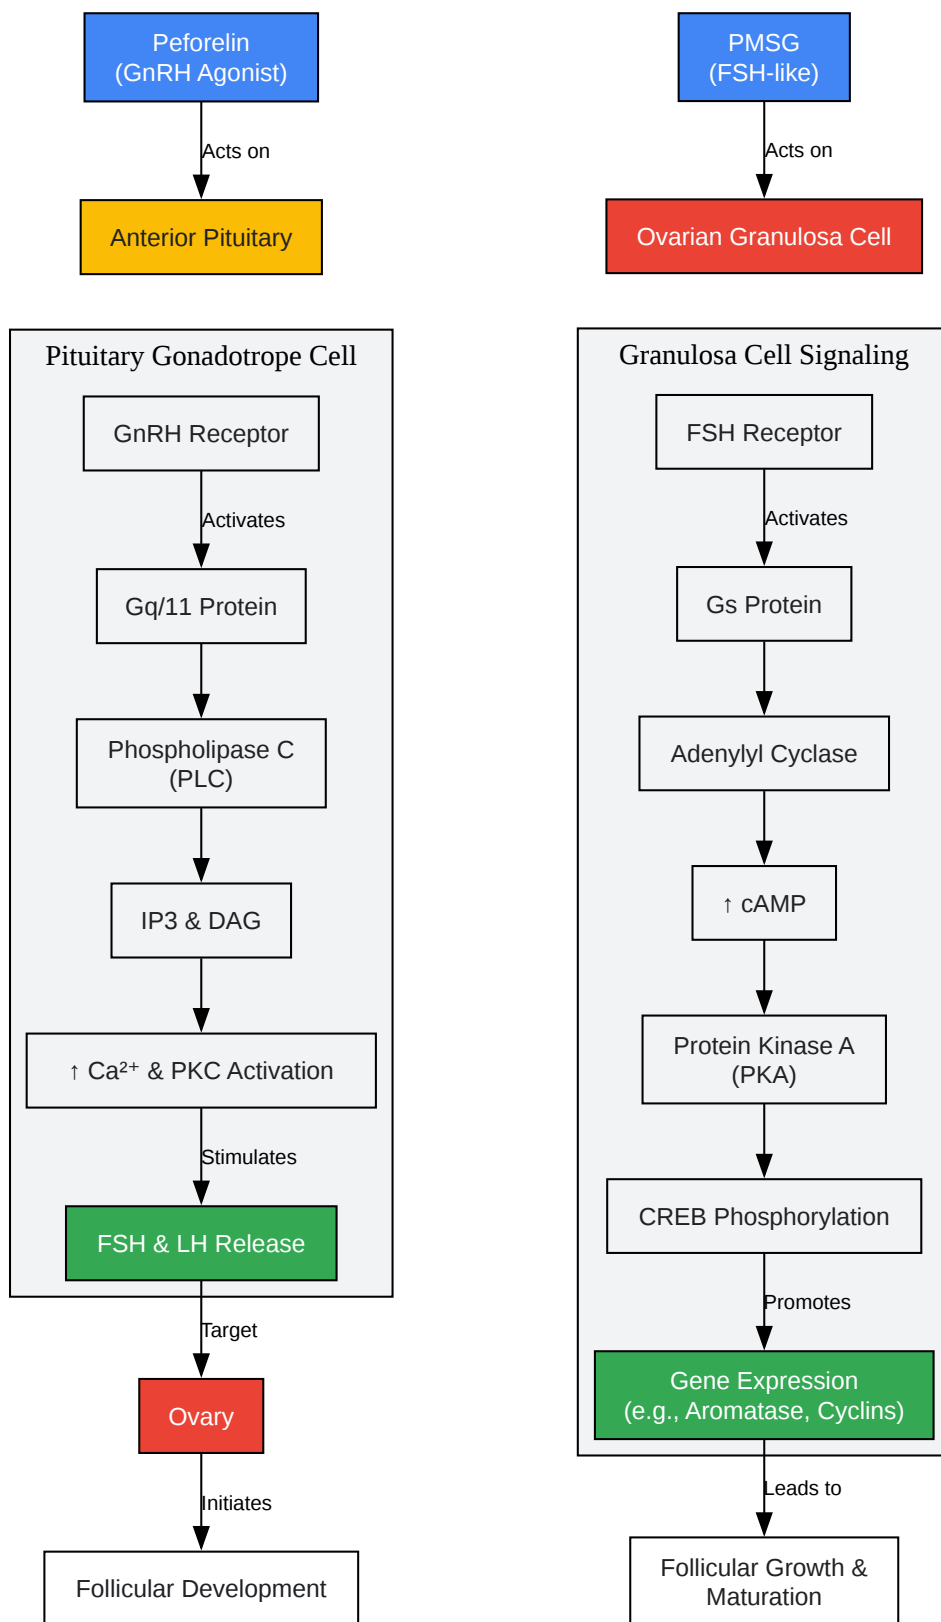 Peforelin
(GnRH Agonist)
Acts on
Anterior Pituitary
Pituitary Gonadotrope Cell
GnRH Receptor
Activates
Gq/11 Protein
Phospholipase C
(PLC)
IP3 & DAG
↑ Ca²⁺ & PKC Activation
Stimulates
FSH & LH Release
Target
Ovary
Initiates
Follicular Development
PMSG
(FSH-like)
Acts on
Ovarian Granulosa Cell
Granulosa Cell Signaling
FSH Receptor
Activates
Gs Protein
Adenylyl Cyclase
↑ cAMP
Protein Kinase A
(PKA)
CREB Phosphorylation
Promotes
Gene Expression
(e.g., Aromatase, Cyclins)
Leads to
Follicular Growth &
Maturation